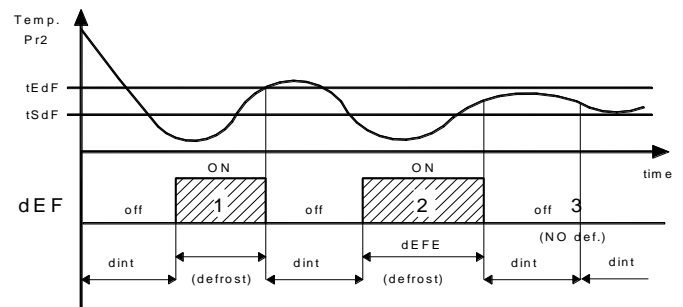 Temp.
Pr2
tEdF
tSdF
time
ON ON
dEF off 1 off 2 off 3
(NO def.)
dEFE
dint (defrost) dint (defrost) dint dint